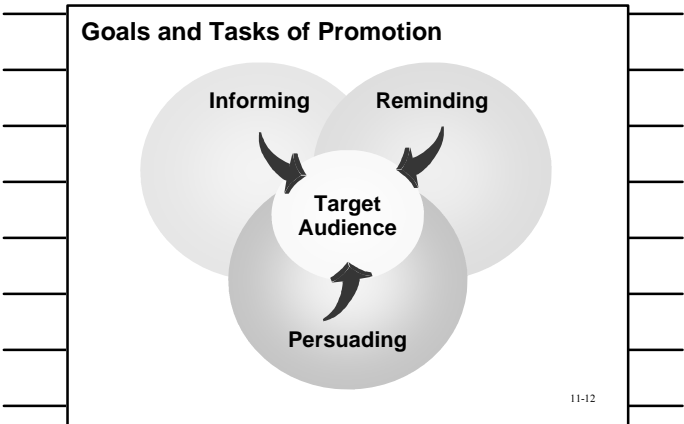 Goals and Tasks of Promotion
Informing
Reminding
Target
Audience
Persuading
11-12